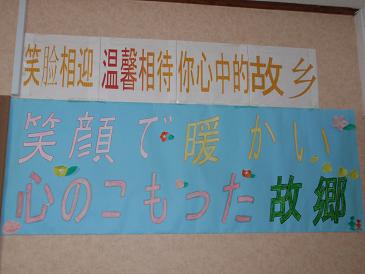 笑脸相迎 温馨相待 你心中的故乡
笑顔で暖かい
心のこもった故郷